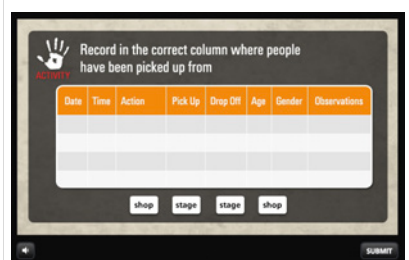 Record in the correct column where people
have been picked up from
ACTIVITY
Date Time Action Pick Up Drop Off Age Gender Observations
shop stage stage shop
SUBMIT